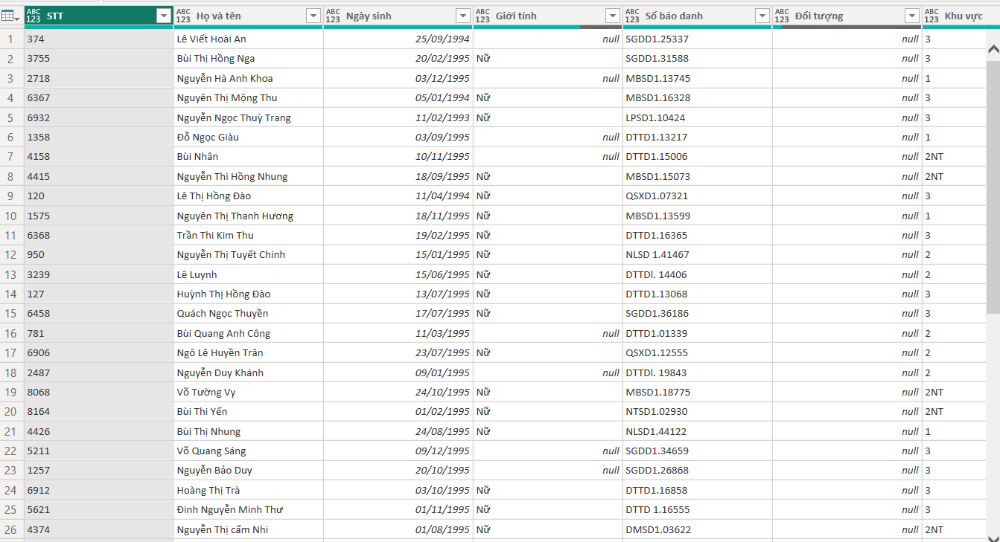 ABC 123 STT ABC 123 Họ và tên ABC 123 Ngày sinh ABC 123 Giới tính ABC 123 Số báo danh ABC 123 Đổi tượng ABC 123 Khu vực
1 374 Lê Viết Hoài An 25/09/1994 null SGDD1.25337 null 3
2 3755 Bùi Thị Hồng Nga 20/02/1995 Nữ SGDD1.31588 null 3
3 2718 Nguyễn Hà Anh Khoa 03/12/1995 null MBSD1.13745 null 1
4 6367 Nguyên Thị Mộng Thu 05/01/1994 Nữ MBSD1.16328 null 3
5 6932 Nguyễn Ngọc Thuỳ Trang 11/02/1993 Nữ LPSD1.10424 null 3
6 1358 Đỗ Ngọc Giàu 03/09/1995 null DTTD1.13217 null 1
7 4158 Bùi Nhân 10/11/1995 null DTTD1.15006 null 2NT
8 4415 Nguyễn Thi Hồng Nhung 18/09/1995 Nữ MBSD1.15073 null 2NT
9 120 Lê Thị Hồng Đào 11/04/1994 Nữ QSXD1.07321 null 3
10 1575 Nguyên Thị Thanh Hương 18/11/1995 Nữ MBSD1.13599 null 1
11 6368 Trần Thi Kim Thu 19/02/1995 Nữ DTTD1.16365 null 3
12 950 Nguyễn Thị Tuyết Chinh 15/01/1995 Nữ NLSD 1.41467 null 2
13 3239 Lê Luynh 15/06/1995 Nữ DTTDl. 14406 null 2
14 127 Huỳnh Thị Hồng Đào 13/07/1995 Nữ DTTD1.13068 null 3
15 6458 Quách Ngọc Thuyền 17/07/1995 Nữ SGDD1.36186 null 3
16 781 Bùi Quang Anh Công 11/03/1995 null DTTD1.01339 null 2
17 6906 Ngô Lê Huyền Trân 23/07/1995 Nữ QSXD1.12555 null 2
18 2487 Nguyễn Duy Khánh 09/01/1995 null DTTDl. 19843 null 2
19 8068 Võ Tường Vy 24/10/1995 Nữ MBSD1.18775 null 2NT
20 8164 Bùi Thi Yến 01/02/1995 Nữ NTSD1.02930 null 2NT
21 4426 Bùi Thị Nhung 24/08/1995 Nữ NLSD1.44122 null 1
22 5211 Võ Quang Sáng 09/12/1995 null SGDD1.34659 null 3
23 1257 Nguyễn Bảo Duy 20/10/1995 null SGDD1.26868 null 3
24 6912 Hoàng Thị Trà 03/10/1995 Nữ DTTD1.16858 null 3
25 5621 Đinh Nguyễn Minh Thư 01/11/1995 Nữ DTTD 1.16555 null 3
26 4374 Nguyễn Thị cẩm Nhi 01/08/1995 Nữ DMSD1.03622 null 2NT